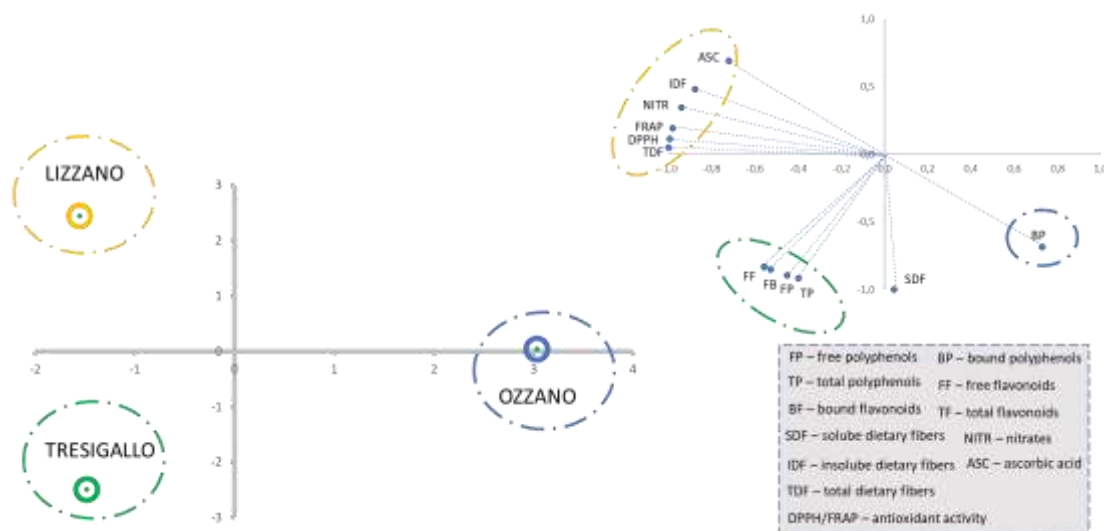 1,0
ASC
IDF
0,5
NITR
FRAP
DPPH
TDF
0,0
-1,0 -0,8 -0,6 -0,4 -0,2 0,0 0,2 0,4 0,6 0,8 1,0
-0,5
BP
FF FB FP TP
-1,0
SDF
LIZZANO
3
2
1
0
-2 -1 0 1 2 3 4
OZZANO
-1
TRESIGALLO
-2
-3
FP – free polyphenols BP – bound polyphenols
TP – total polyphenols FF – free flavonoids
BF – bound flavonoids TF – total flavonoids
SDF – solube dietary fibers NITR – nitrates
IDF – insolube dietary fibers ASC – ascorbic acid
TDF – total dietary fibers
DPPH/FRAP – antioxidant activity